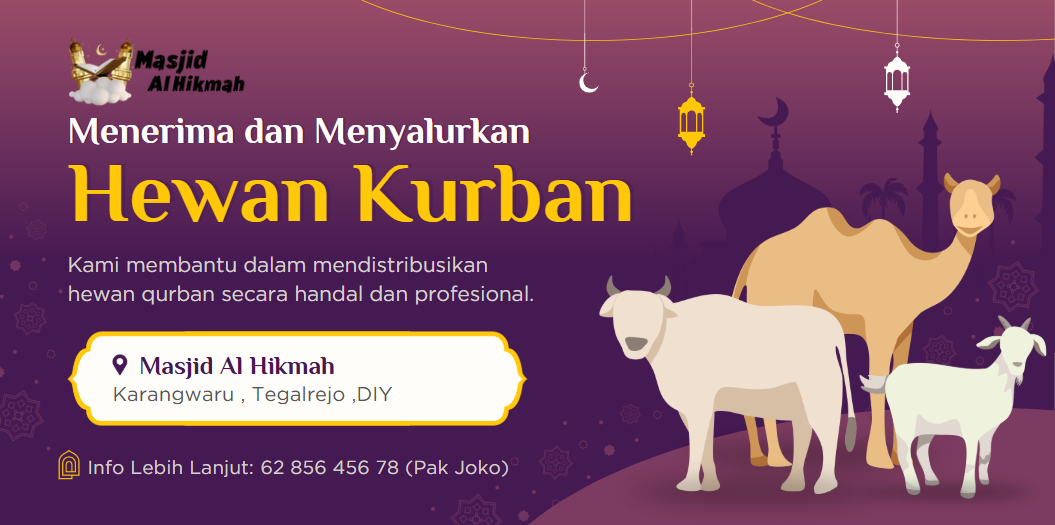 Masjid
Al Hikmah
Menerima dan Menyalurkan
Hewan Kurban
Kami membantu dalam mendistribusikan
hewan qurban secara handal dan profesional.
Masjid Al Hikmah
Karangwaru , Tegalrejo ,DIY
Info Lebih Lanjut: 62 856 456 78 (Pak Joko)